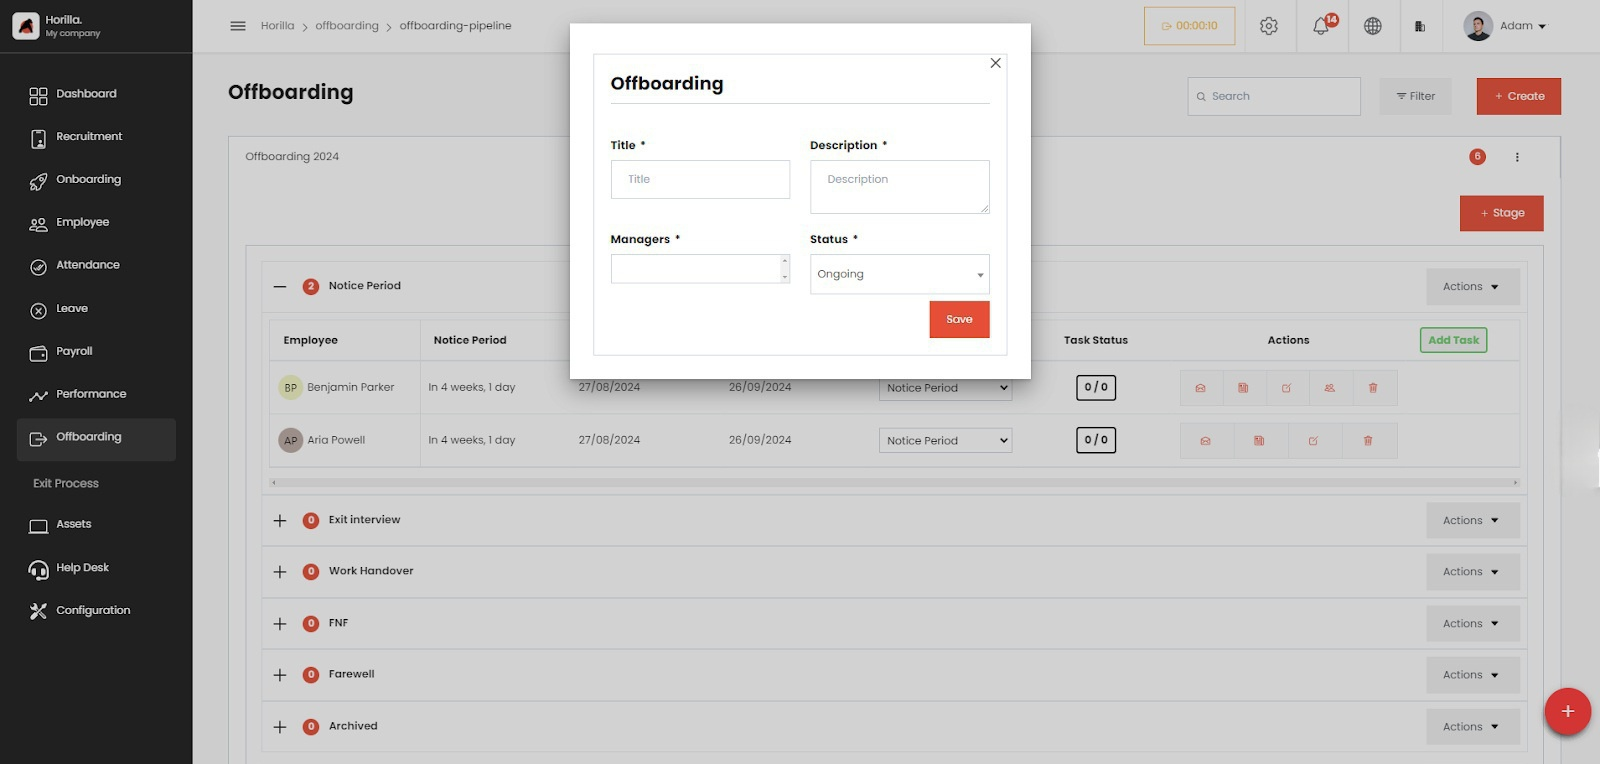 Horilla.
My company
Dashboard
Recruitment
Onboarding
Employee
Attendance
Leave
Payroll
Performance
Offboarding
Exit Process
Assets
Help Desk
Configuration
Horilla > offboarding > offboarding-pipeline
00:00:10
14
Adam
Offboarding
Search
Filter
+ Create
Offboarding 2024
6
+ Stage
2 Notice Period
Actions
Employee Notice Period Task Status Actions Add Task
BP Benjamin Parker In 4 weeks, 1 day 27/08/2024 26/09/2024 Notice Period 0 / 0
AP Aria Powell In 4 weeks, 1 day 27/08/2024 26/09/2024 Notice Period 0 / 0
0 Exit interview Actions
0 Work Handover Actions
0 FNF Actions
0 Farewell Actions
0 Archived Actions
Offboarding
Title * Description *
Title Description
Managers * Status *
Ongoing
Save